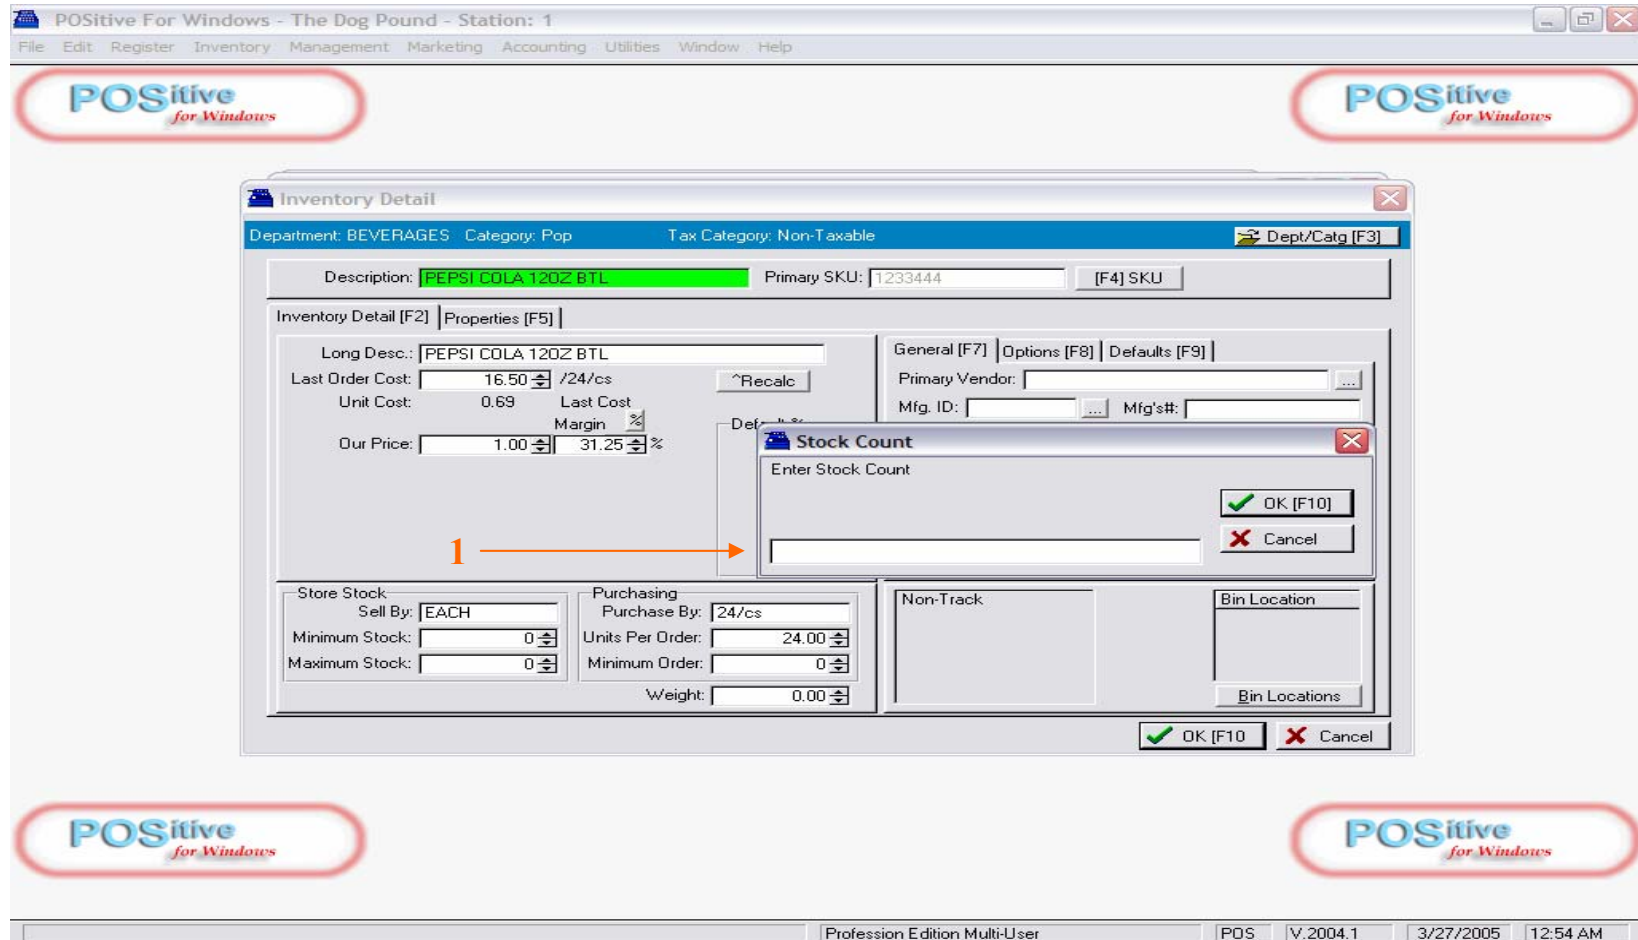 POSitive For Windows - The Dog Pound - Station: 1
File Edit Register Inventory Management Marketing Accounting Utilities Window Help
POSitive
for Windows
POSitive
for Windows
Inventory Detail
Department: BEVERAGES Category: Pop Tax Category: Non-Taxable Dept/Catg [F3]
Description: PEPSI COLA 12OZ BTL Primary SKU: 1233444 [F4] SKU
Inventory Detail [F2] Properties [F5]
Long Desc.: PEPSI COLA 12OZ BTL
Last Order Cost: 16.50 /24/cs ^Recalc
Unit Cost: 0.69 Last Cost
Margin %
Our Price: 1.00 31.25 %
General [F7] Options [F8] Defaults [F9]
Primary Vendor: ...
Mfg. ID: ... Mfg's#:
Stock Count
Enter Stock Count
OK [F10]
Cancel
1
Store Stock
Sell By: EACH
Minimum Stock: 0
Maximum Stock: 0
Purchasing
Purchase By: 24/cs
Units Per Order: 24.00
Minimum Order: 0
Weight: 0.00
Non-Track
Bin Location
Bin Locations
OK [F10 Cancel
POSitive
for Windows
POSitive
for Windows
Profession Edition Multi-User POS V.2004.1 3/27/2005 12:54 AM